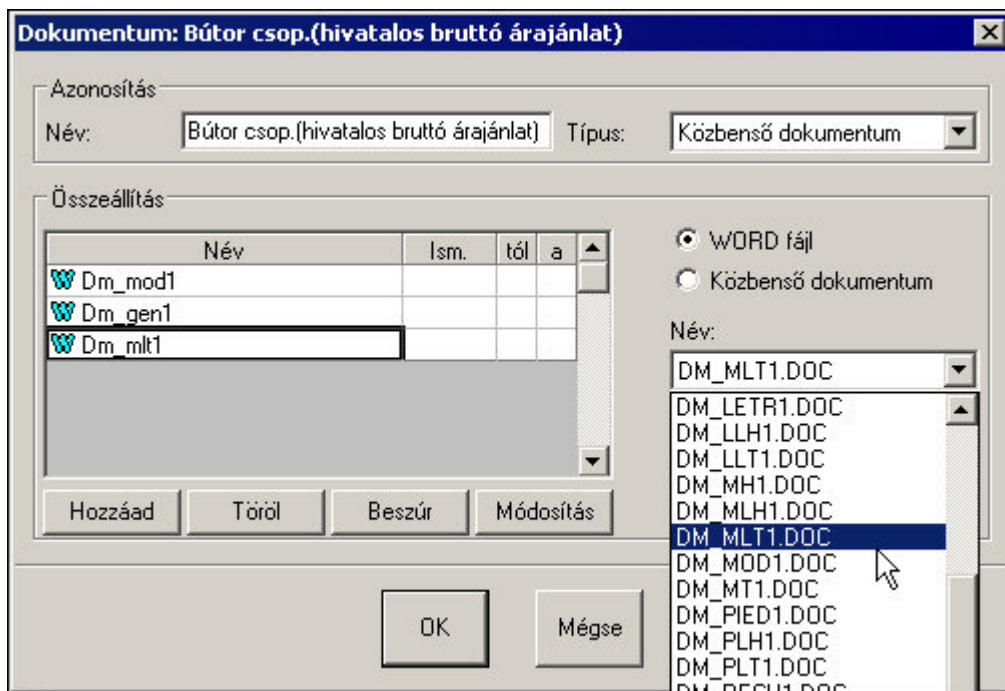 Dokumentum: Bútor csop.(hivatalos bruttó árajánlat)
Azonosítás
Név: Bútor csop.(hivatalos bruttó árajánlat) Típus: Közbenső dokumentum
Összeállítás
Név Ism. tól a
Dm_mod1
Dm_gen1
Dm_mlt1
Hozzáad Töröl Beszúr Módosítás
WORD fájl
Közbenső dokumentum
Név:
DM_MLT1.DOC
DM_LETR1.DOC
DM_LLH1.DOC
DM_LLT1.DOC
DM_MH1.DOC
DM_MLH1.DOC
DM_MLT1.DOC
DM_MOD1.DOC
DM_MT1.DOC
DM_PIED1.DOC
DM_PLH1.DOC
DM_PLT1.DOC
OK Mégse